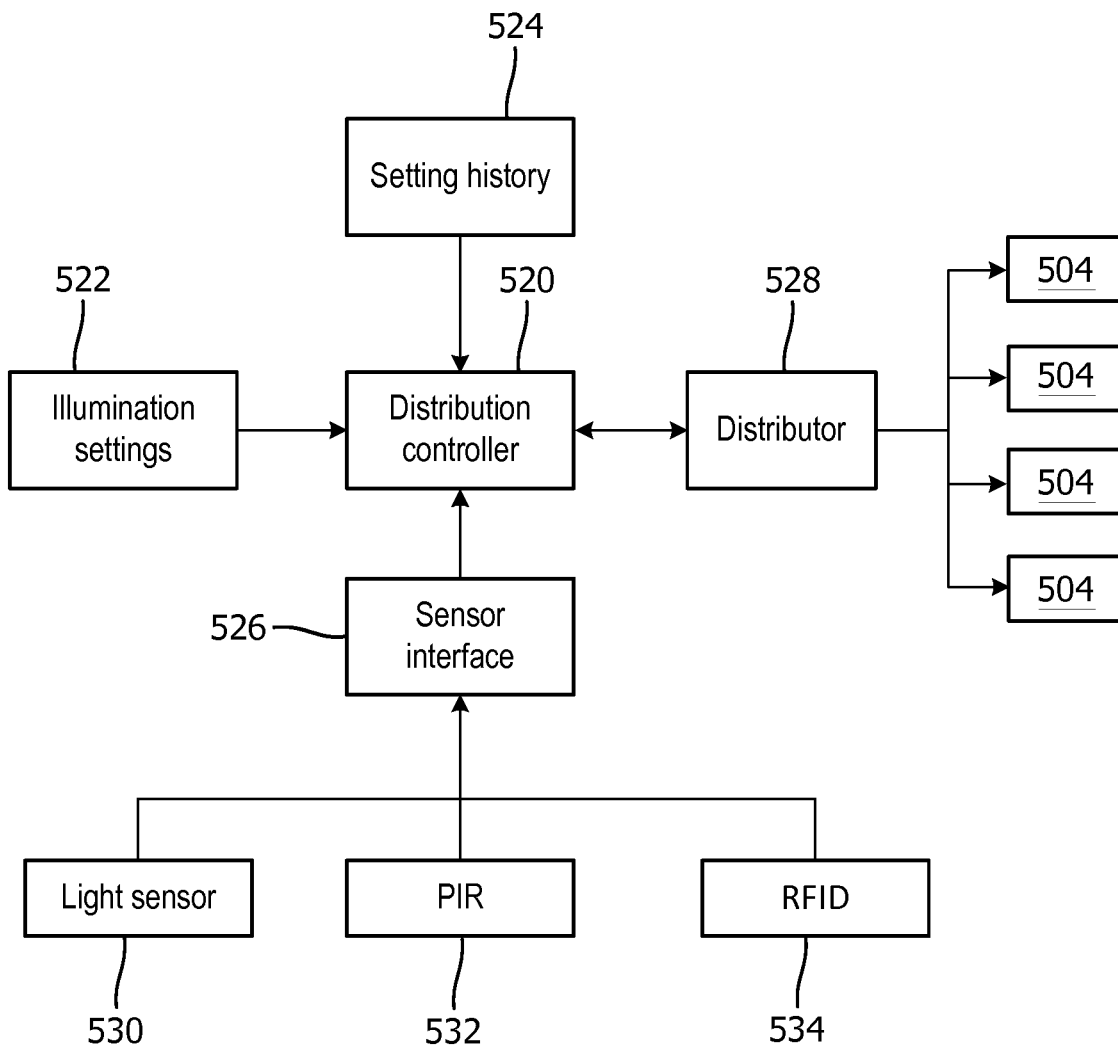 524
Setting history
522
520
528
504
Illumination
settings
Distribution
controller
Distributor
504
504
504
526
Sensor
interface
Light sensor
PIR
RFID
530
532
534